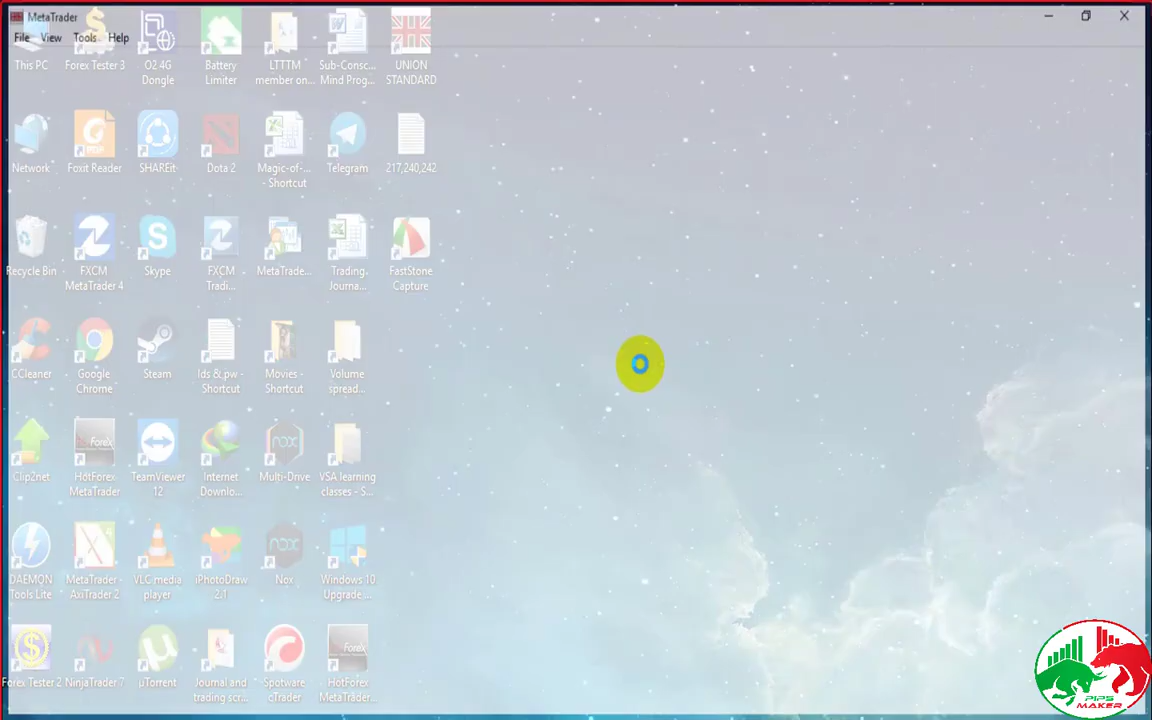 MetaTrader
File View Tools Help
This PC
Forex Tester 3
O2 4G
Dongle
Battery
Limiter
LTTTM
member on...
Sub-Consc...
Mind Prog...
UNION
STANDARD
Network
Foxit Reader
SHAREit
Dota 2
Magic-of-...
- Shortcut
Telegram
217,240,242
Recycle Bin
FXCM
MetaTrader 4
Skype
FXCM
Tradi...
MetaTrade...
Trading
Journa...
FastStone
Capture
CCleaner
Google
Chrome
Steam
Ids & pw -
Shortcut
Movies -
Shortcut
Volume
spread...
Clip2net
HotForex
MetaTrader
TeamViewer
12
Internet
Downlo...
Multi-Drive
VSA learning
classes - S...
DAEMON
Tools Lite
MetaTrader -
AxiTrader 2
VLC media
player
iPhotoDraw
2.1
Nox
Windows 10
Upgrade ...
Forex Tester 2
NinjaTrader 7
µTorrent
Journal and
trading scr...
Spotware
cTrader
HotForex
MetaTrader...
PIPS
MAKER